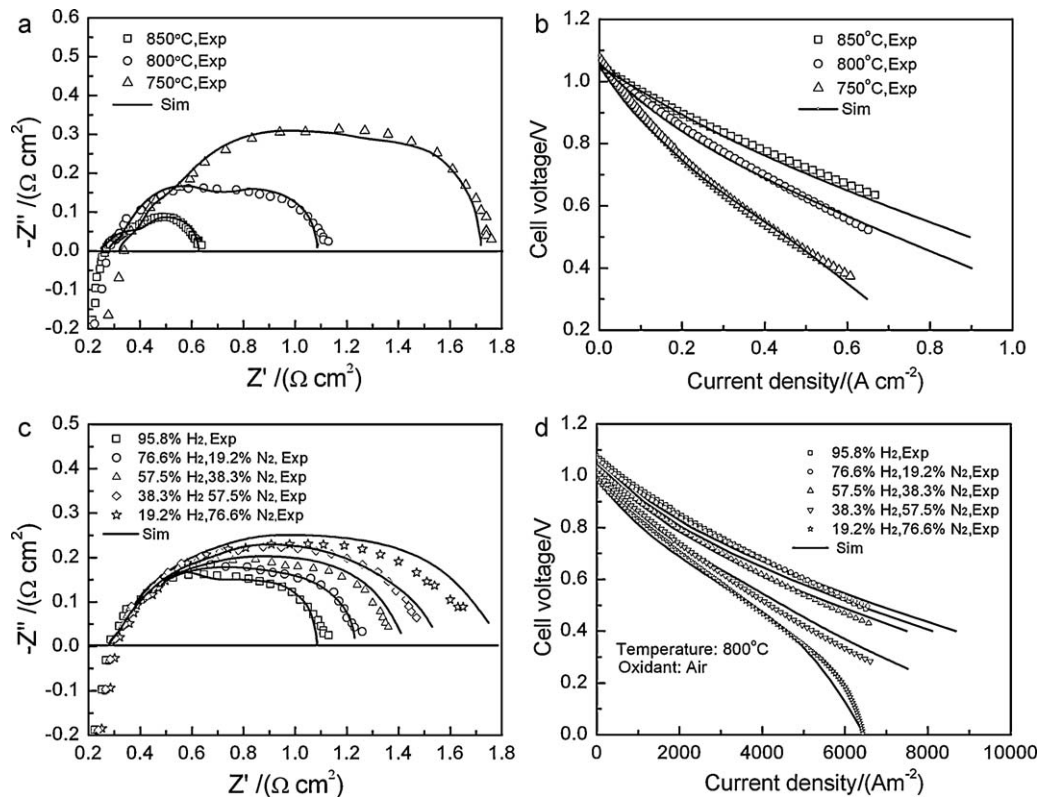 a
0.6
0.5
0.4
0.3
0.2
0.1
0.0
-0.1
-0.2
-Z''/(Ω cm²)
850°C,Exp
800°C,Exp
750°C,Exp
Sim
0.2 0.4 0.6 0.8 1.0 1.2 1.4 1.6 1.8
Z' /(Ω cm²)
b
1.2
1.0
0.8
0.6
0.4
0.2
Cell voltage/V
850°C,Exp
800°C,Exp
750°C,Exp
Sim
0.0 0.2 0.4 0.6 0.8 1.0
Current density/(A cm⁻²)
c
0.5
0.4
0.3
0.2
0.1
0.0
-0.1
-0.2
-Z''/(Ω cm²)
95.8% H₂,Exp
76.6% H₂,19.2% N₂,Exp
57.5% H₂,38.3% N₂,Exp
38.3% H₂ 57.5% N₂,Exp
19.2% H₂,76.6% N₂,Exp
Sim
0.2 0.4 0.6 0.8 1.0 1.2 1.4 1.6 1.8
Z' /(Ω cm²)
d
1.2
1.0
0.8
0.6
0.4
0.2
0.0
Cell voltage/V
95.8% H₂,Exp
76.6% H₂,19.2% N₂,Exp
57.5% H₂,38.3% N₂,Exp
38.3% H₂,57.5% N₂,Exp
19.2% H₂,76.6% N₂,Exp
Sim
Temperature: 800°C
Oxidant: Air
0 2000 4000 6000 8000 10000
Current density/(Am⁻²)